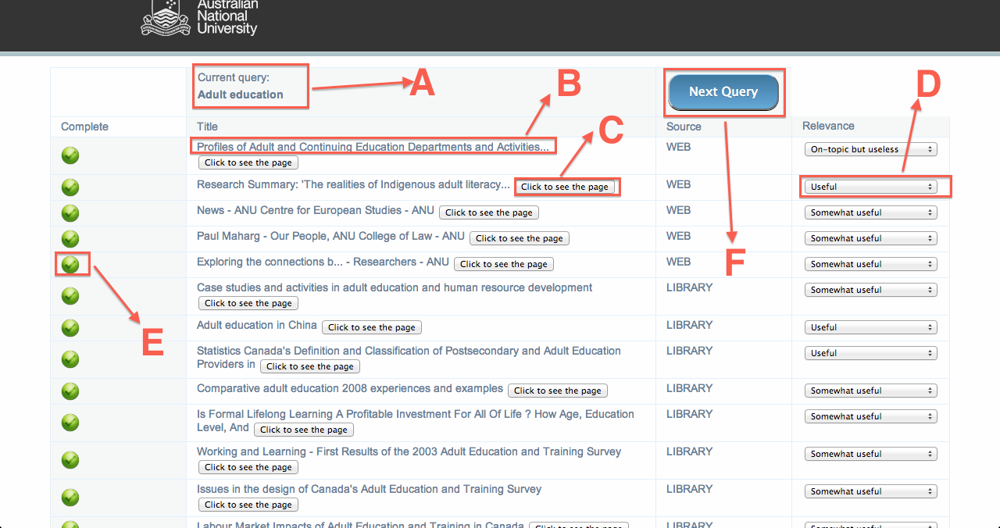 Australian
National
University
Current query:
Adult education
A
B
C
D
Next Query
Complete
Title
Source
Relevance
Profiles of Adult and Continuing Education Departments and Activities...
WEB
On-topic but useless
Click to see the page
Research Summary: 'The realities of Indigenous adult literacy... Click to see the page
WEB
Useful
News - ANU Centre for European Studies - ANU Click to see the page
WEB
Somewhat useful
Paul Maharg - Our People, ANU College of Law - ANU Click to see the page
WEB
Somewhat useful
F
Exploring the connections b... - Researchers - ANU Click to see the page
WEB
Somewhat useful
Case studies and activities in adult education and human resource development
LIBRARY
Somewhat useful
Click to see the page
E
Adult education in China Click to see the page
LIBRARY
Useful
Statistics Canada's Definition and Classification of Postsecondary and Adult Education
Providers in Click to see the page
LIBRARY
Useful
Comparative adult education 2008 experiences and examples Click to see the page
LIBRARY
Somewhat useful
Is Formal Lifelong Learning A Profitable Investment For All Of Life ? How Age, Education
Level, And Click to see the page
LIBRARY
Somewhat useful
Working and Learning - First Results of the 2003 Adult Education and Training Survey
Click to see the page
LIBRARY
Somewhat useful
Issues in the design of Canada's Adult Education and Training Survey
Click to see the page
LIBRARY
Somewhat useful
Labour Market Impacts of Adult Education and Training in Canada Click to see the page
LIBRARY
Somewhat useful